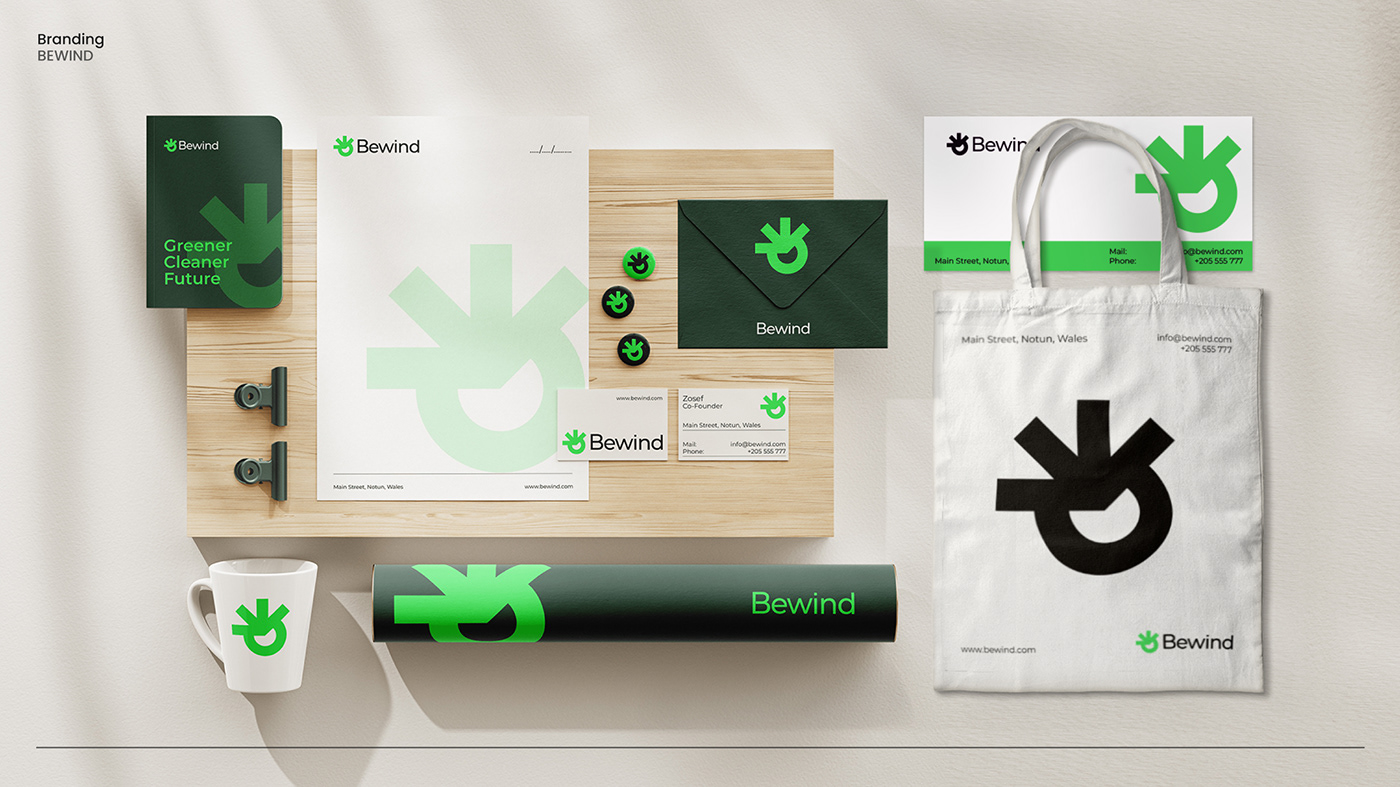 Branding
BEWIND
Bewind
Greener
Cleaner
Future
Bewind
..../..../........
Main Street, Notun, Wales
www.bewind.com
Bewind
www.bewind.com
Bewind
Zosef
Co-Founder
Main Street, Notun, Wales
Mail: info@bewind.com
Phone: +205 555 777
Bewind
Bewind
Main Street, Notun,
Mail:
Phone: +205 555 777
Main Street, Notun, Wales
info@bewind.com
+205 555 777
www.bewind.com
Bewind